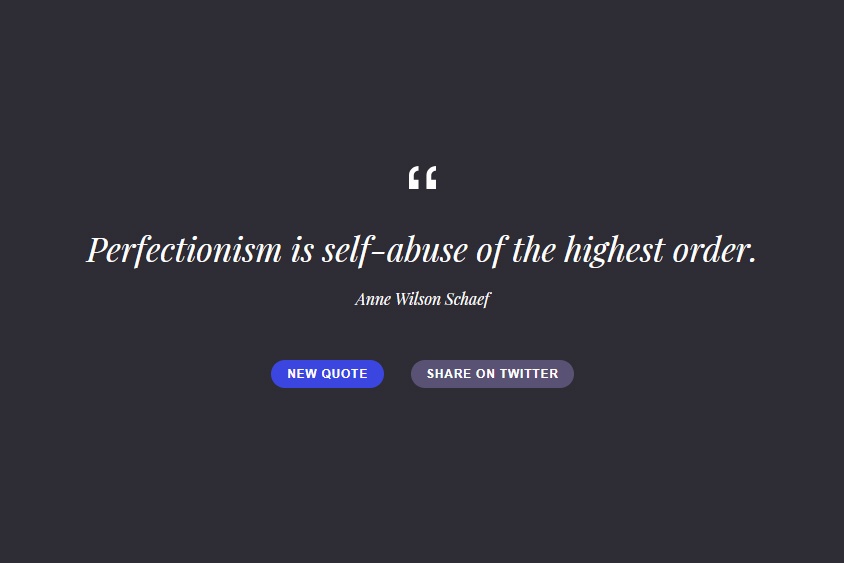 “
Perfectionism is self-abuse of the highest order.
Anne Wilson Schaef
NEW QUOTE
SHARE ON TWITTER